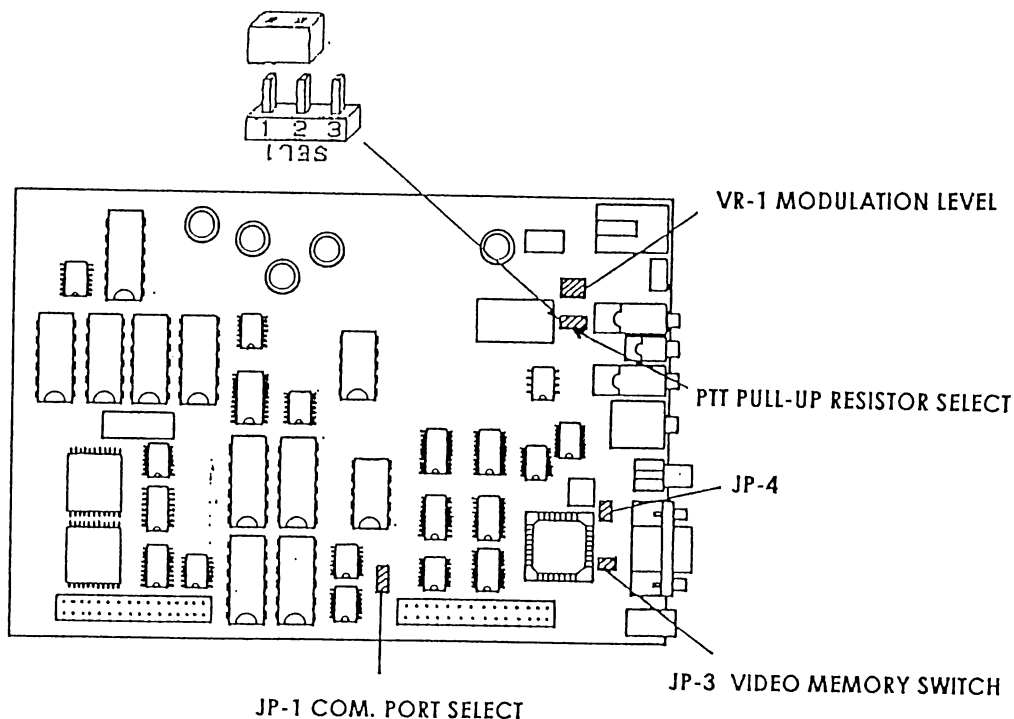 1 2 3
SEL1
VR-1 MODULATION LEVEL
PTT PULL-UP RESISTOR SELECT
JP-4
JP-3 VIDEO MEMORY SWITCH
JP-1 COM. PORT SELECT